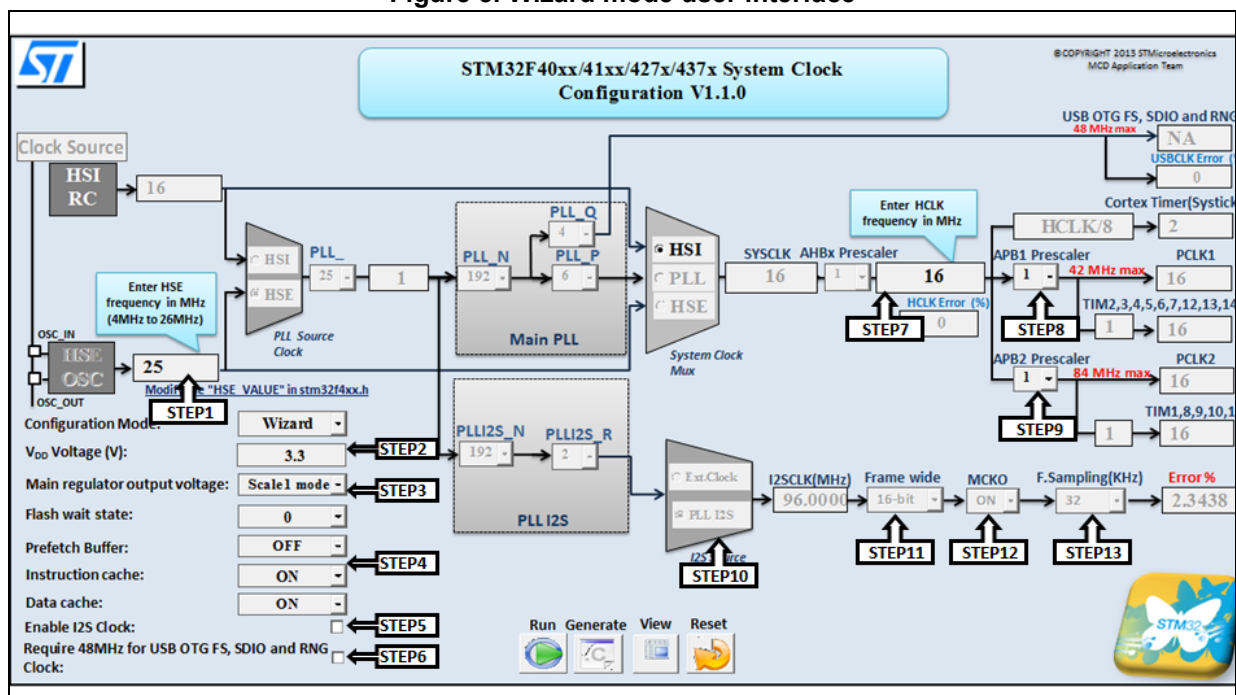 Figure 6. Wizard mode user interface
STM32F40xx/41xx/427x/437x System Clock
Configuration V1.1.0
©COPYRIGHT 2013 STMicroelectronics
MCD Application Team
USB OTG FS, SDIO and RNG
48 MHz max
NA
USBCLK Error (
0
Clock Source
HSI
RC
16
Enter HSE
frequency in MHz
(4MHz to 26MHz)
OSC_IN
HSE
OSC
OSC_OUT
25
Modify the "HSE_VALUE" in stm32f4xx.h
STEP1
HSI
HSE
PLL Source
Clock
PLL_
25
1
PLL_N
192
PLL_Q
4
PLL_P
6
Main PLL
HSI
PLL
HSE
System Clock
Mux
SYSCLK
16
AHBx Prescaler
1
Enter HCLK
frequency in MHz
16
HCLK Error (%)
0
STEP7
Cortex Timer(Systick
HCLK/8
2
APB1 Prescaler
1
42 MHz max
PCLK1
16
STEP8
TIM2,3,4,5,6,7,12,13,14
1
16
APB2 Prescaler
1
84 MHz max
PCLK2
16
STEP9
TIM1,8,9,10,1
1
16
Configuration Mode:
Wizard
VDD Voltage (V):
3.3
STEP2
Main regulator output voltage:
Scale1 mode
STEP3
Flash wait state:
0
Prefetch Buffer:
OFF
STEP4
Instruction cache:
ON
Data cache:
ON
Enable I2S Clock:
STEP5
Require 48MHz for USB OTG FS, SDIO and RNG
Clock:
STEP6
PLLI2S_N
192
PLLI2S_R
2
PLL I2S
Ext.Clock
PLL I2S
STEP10
I2SCLK(MHz)
96.0000
Frame wide
16-bit
STEP11
MCKO
ON
STEP12
F.Sampling(KHz)
32
STEP13
Error %
2.3438
Run
Generate
View
Reset
STM32